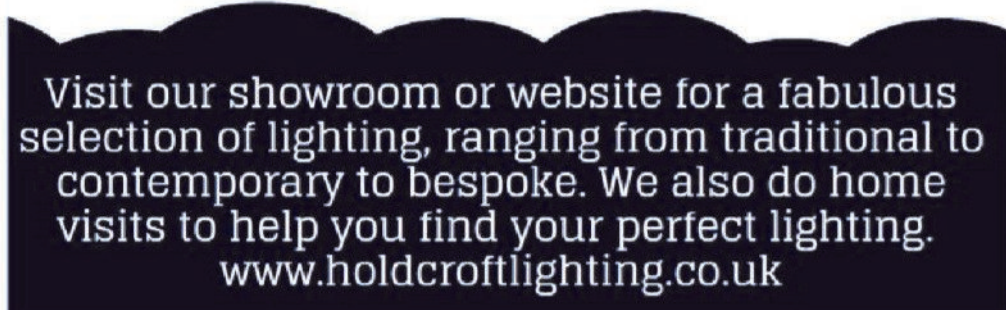 Visit our showroom or website for a fabulous
selection of lighting, ranging from traditional to
contemporary to bespoke. We also do home
visits to help you find your perfect lighting.
www.holdcroftlighting.co.uk